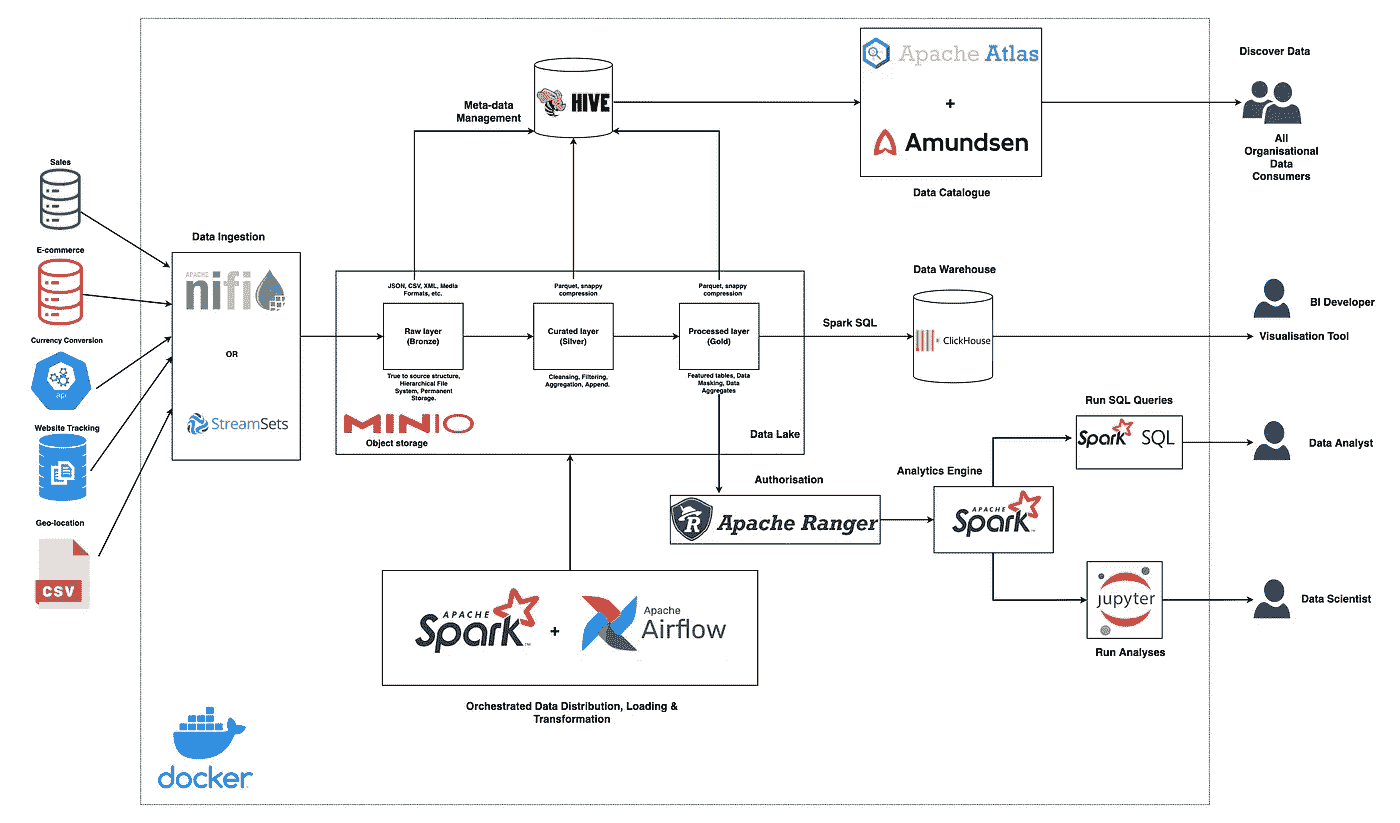 Discover Data
All
Organisational
Data
Consumers
Apache Atlas
+
Amundsen
Data Catalogue
Meta-data
Management
HIVE
Sales
E-commerce
Currency Conversion
api
Website Tracking
Geo-location
CSV
Data Ingestion
APACHE
nifi
OR
StreamSets
JSON, CSV, XML, Media
Formats, etc.
Raw layer
(Bronze)
True to source structure,
Hierarchical File
System, Permanent
Storage.
Parquet, snappy
compression
Curated layer
(Silver)
Cleansing, Filtering,
Aggregation, Append.
Parquet, snappy
compression
Processed layer
(Gold)
Featured tables, Data
Masking, Data
Aggregates
MINIO
Object storage
Data Lake
Spark SQL
Data Warehouse
ClickHouse
BI Developer
Visualisation Tool
Authorisation
R
Apache Ranger
Analytics Engine
APACHE
Spark™
Run SQL Queries
Spark SQL
Data Analyst
jupyter
Run Analyses
Data Scientist
APACHE
Spark™
+
Apache
Airflow
Orchestrated Data Distribution, Loading &
Transformation
docker